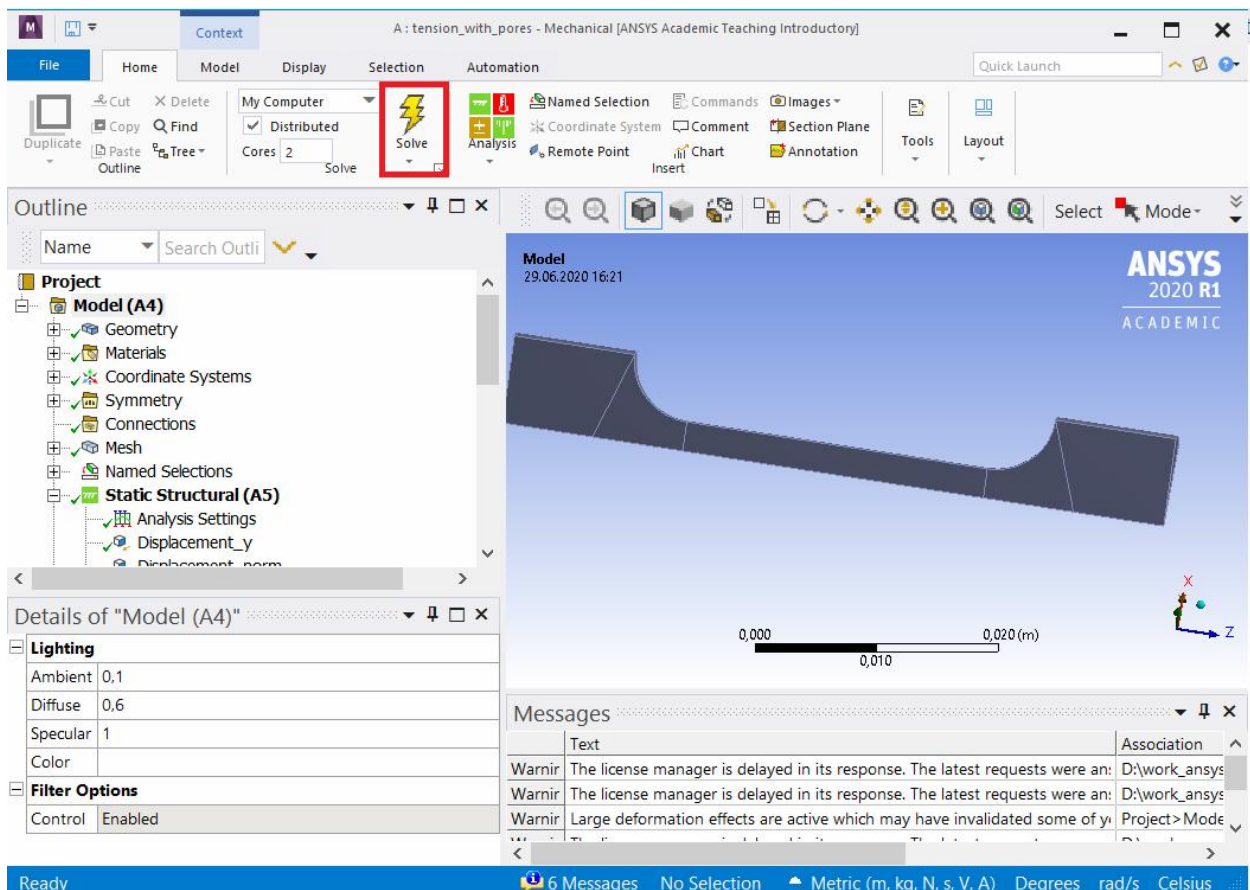 M
Context
A : tension_with_pores - Mechanical [ANSYS Academic Teaching Introductory]
File Home Model Display Selection Automation
Quick Launch
Duplicate
Cut
Copy
Paste
Delete
Find
Tree
Outline
My Computer
Distributed
Cores 2
Solve
Solve
Analysis
Named Selection
Coordinate System
Remote Point
Commands
Comment
Chart
Images
Section Plane
Annotation
Insert
Tools
Layout
Outline
Name Search Outli
Project
Model (A4)
Geometry
Materials
Coordinate Systems
Symmetry
Connections
Mesh
Named Selections
Static Structural (A5)
Analysis Settings
Displacement_y
Displacement_norm
Details of "Model (A4)"
Lighting
Ambient 0,1
Diffuse 0,6
Specular 1
Color
Filter Options
Control Enabled
Select Mode
Model
29.06.2020 16:21
ANSYS
2020 R1
ACADEMIC
X
Z
0,000 0,020 (m)
0,010
Messages
Text Association
Warnir The license manager is delayed in its response. The latest requests were an: D:\work_ansys
Warnir The license manager is delayed in its response. The latest requests were an: D:\work_ansys
Warnir Large deformation effects are active which may have invalidated some of y Project>Mode
Ready 6 Messages No Selection Metric (m, kg, N, s, V, A) Degrees rad/s Celsius